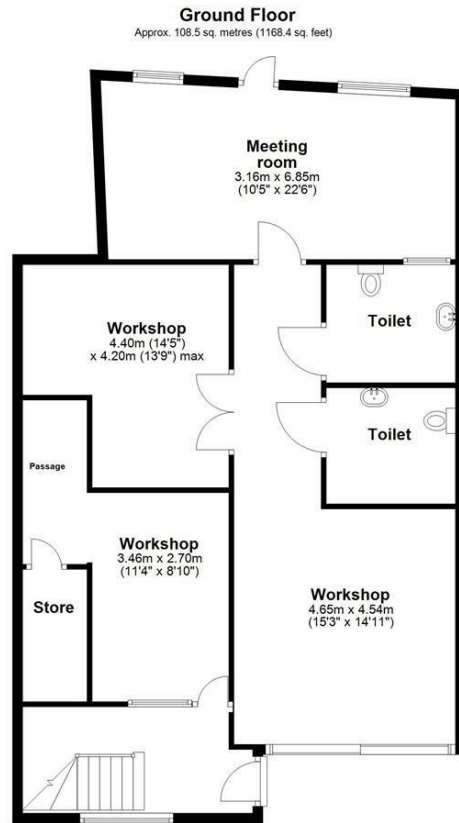 Ground Floor
Approx. 108.5 sq. metres (1168.4 sq. feet)
Meeting
room
3.16m x 6.85m
(10'5" x 22'6")
Workshop
4.40m (14'5")
x 4.20m (13'9") max
Toilet
Toilet
Passage
Workshop
3.46m x 2.70m
(11'4" x 8'10")
Store
Workshop
4.65m x 4.54m
(15'3" x 14'11")